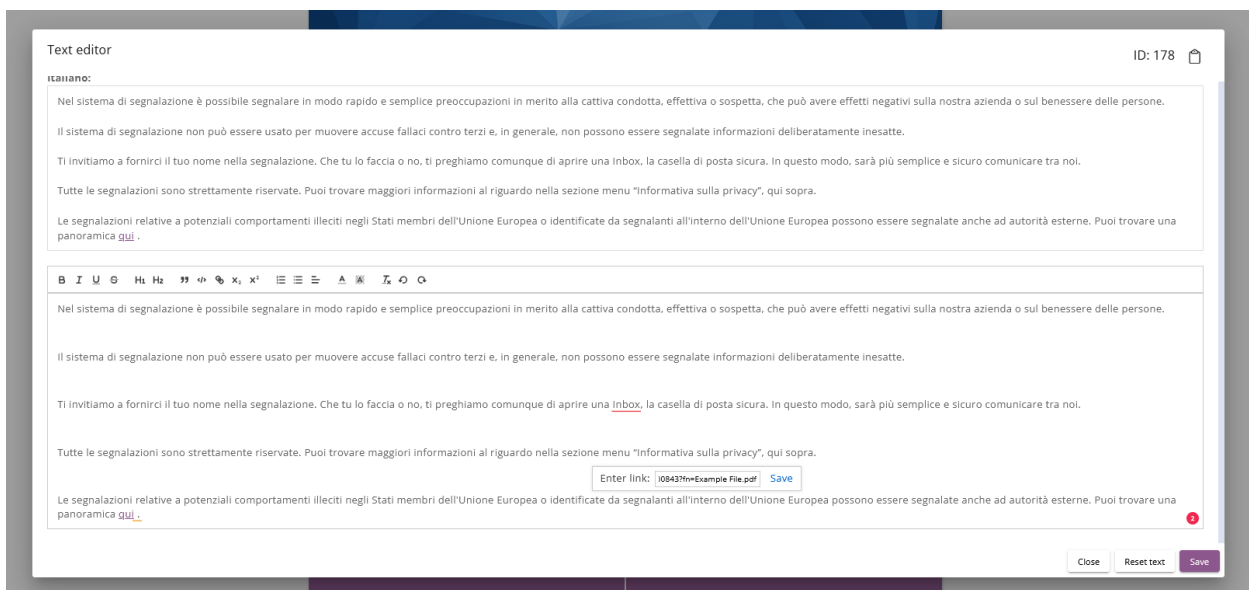 Text editor
ID: 178
Italiano:
Nel sistema di segnalazione è possibile segnalare in modo rapido e semplice preoccupazioni in merito alla cattiva condotta, effettiva o sospetta, che può avere effetti negativi sulla nostra azienda o sul benessere delle persone.
Il sistema di segnalazione non può essere usato per muovere accuse fallaci contro terzi e, in generale, non possono essere segnalate informazioni deliberatamente inesatte.
Ti invitiamo a fornirci il tuo nome nella segnalazione. Che tu lo faccia o no, ti preghiamo comunque di aprire una Inbox, la casella di posta sicura. In questo modo, sarà più semplice e sicuro comunicare tra noi.
Tutte le segnalazioni sono strettamente riservate. Puoi trovare maggiori informazioni al riguardo nella sezione menu “Informativa sulla privacy”, qui sopra.
Le segnalazioni relative a potenziali comportamenti illeciti negli Stati membri dell'Unione Europea o identificate da segnalanti all'interno dell'Unione Europea possono essere segnalate anche ad autorità esterne. Puoi trovare una
panoramica qui .
B I U S H1 H2 ” </> X₂ X² A A Tx
Nel sistema di segnalazione è possibile segnalare in modo rapido e semplice preoccupazioni in merito alla cattiva condotta, effettiva o sospetta, che può avere effetti negativi sulla nostra azienda o sul benessere delle persone.
Il sistema di segnalazione non può essere usato per muovere accuse fallaci contro terzi e, in generale, non possono essere segnalate informazioni deliberatamente inesatte.
Ti invitiamo a fornirci il tuo nome nella segnalazione. Che tu lo faccia o no, ti preghiamo comunque di aprire una Inbox, la casella di posta sicura. In questo modo, sarà più semplice e sicuro comunicare tra noi.
Tutte le segnalazioni sono strettamente riservate. Puoi trovare maggiori informazioni al riguardo nella sezione menu “Informativa sulla privacy”, qui sopra.
Enter link: 0843?fn=Example File.pdf Save
Le segnalazioni relative a potenziali comportamenti illeciti negli Stati membri dell'Unione Europea o identificate da segnalanti all'interno dell'Unione Europea possono essere segnalate anche ad autorità esterne. Puoi trovare una
panoramica qui .
2
Close Reset text Save